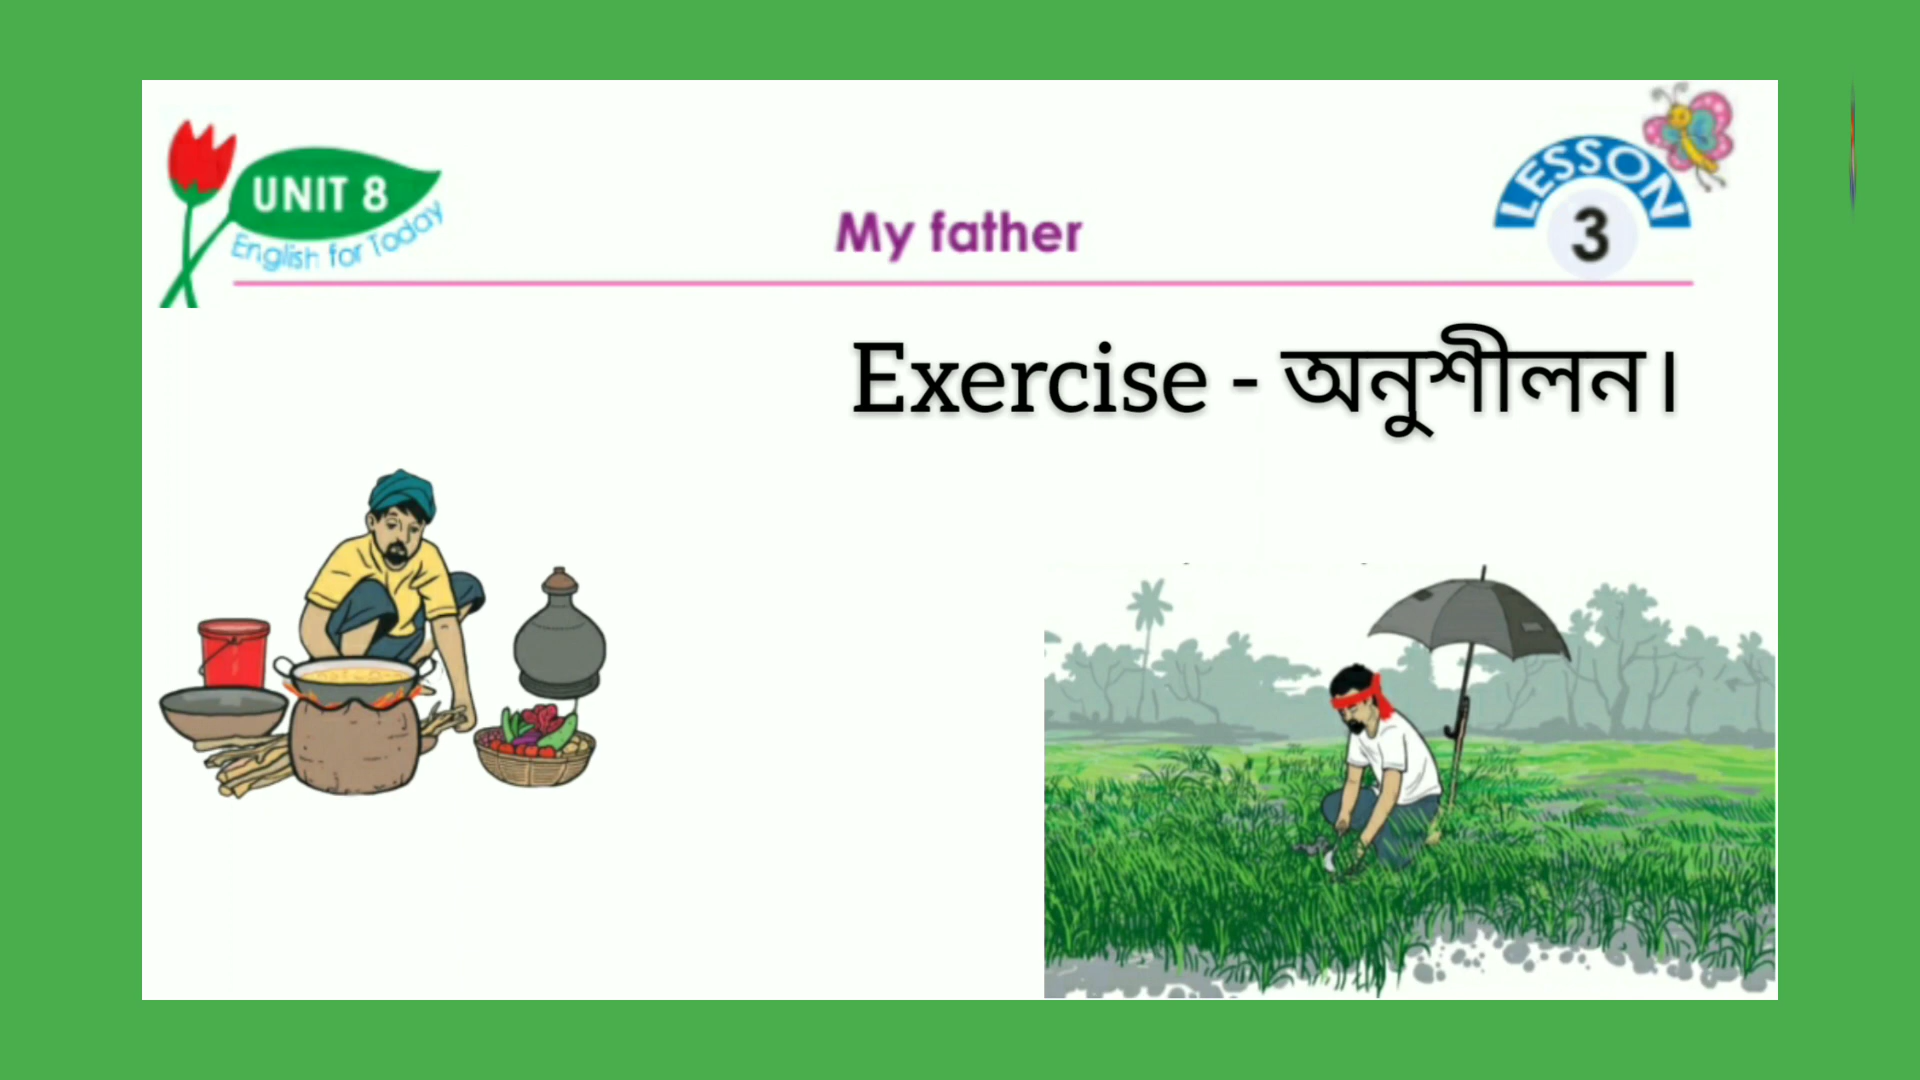 UNIT 8
English for Today
My father
LESSON
3
Exercise - অনুশীলন।